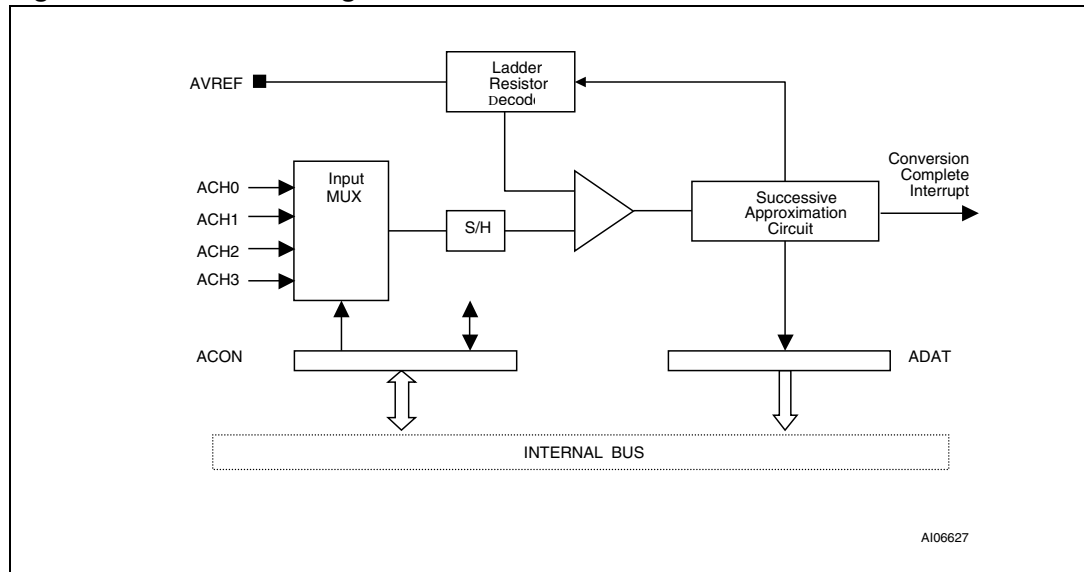 Ladder
Resistor
AVREF
Conversion
Complete
Interrupt
ACH0
ACH1
ACH2
ACH3
Input
MUX
S/H
Successive
Approximation
Circuit
ACON
ADAT
INTERNAL BUS
AI06627